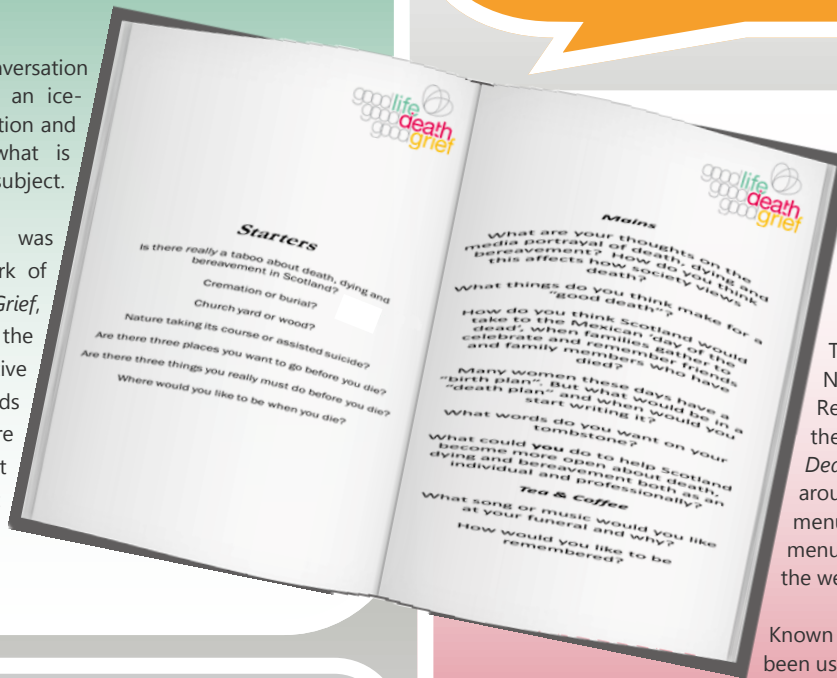 nversation
an ice-
tion and
what is
subject.
was
rk of
Grief,
the
ive
ds
re
t
good life
good death
good grief
Starters
Is there really a taboo about death, dying and
bereavement in Scotland?
Cremation or burial?
Church yard or wood?
Nature taking its course or assisted suicide?
Are there three places you want to go before you die?
Are there three things you really must do before you die?
Where would you like to be when you die?
good life
good death
good grief
Mains
What are your thoughts on the
media portrayal of death, dying and
bereavement? How do you think
this affects how society views
death?
What things do you think make for a
“good death”?
How do you think Scotland would
take to the Mexican ‘day of the
dead’, when families gather to
celebrate and remember friends
and family members who have
died?
Many women these days have a
“birth plan”. But what would be in a
“death plan” and when would you
start writing it?
What words do you want on your
tombstone?
What could you do to help Scotland
become more open about death,
dying and bereavement both as an
individual and professionally?
Tea & Coffee
What song or music would you like
at your funeral and why?
How would you like to be
remembered?
T
N
Re
the
Dea
arou
menu
menu
the we
Known
been us